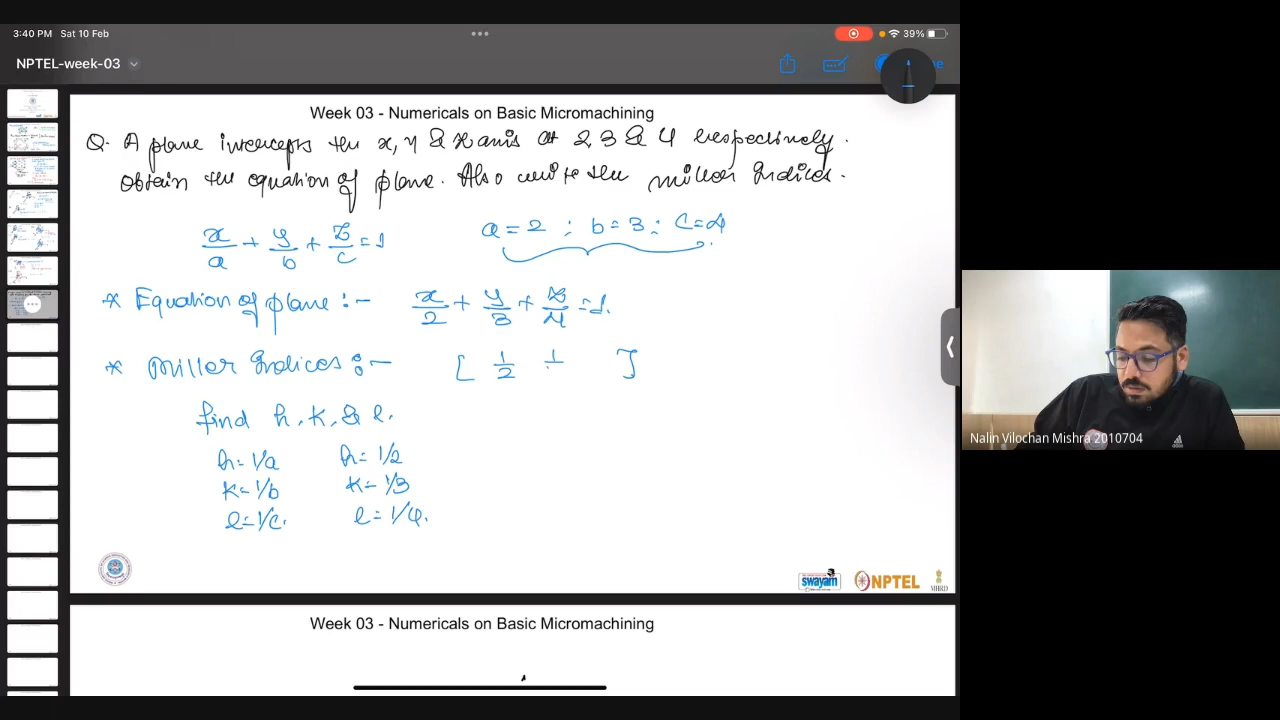 3:40 PM Sat 10 Feb
39%
NPTEL-week-03
Week 03 - Numericals on Basic Micromachining
Q. A plane intercepts the x, y & z axis at 2, 3 & 4 respectively.
Obtain the equation of plane. Also write the miller Indices.
x/a + y/b + z/c = 1
a = 2 ; b = 3 ; c = 4
* Equation of plane :- x/2 + y/3 + z/4 = 1.
* Miller Indices :- [ 1/2 1/ ]
find h, k, & l.
h = 1/a h = 1/2
k = 1/b k = 1/3
l = 1/c. l = 1/4.
swayam NPTEL MHRD
Week 03 - Numericals on Basic Micromachining
Nalin Vilochan Mishra 2010704